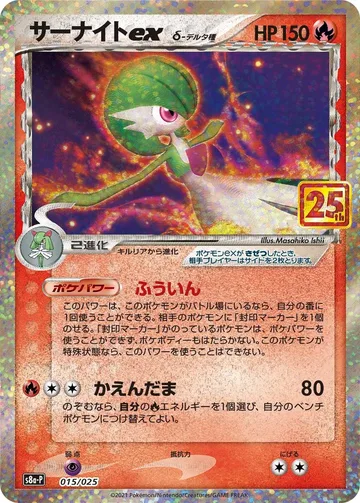 サーナイトex δ-デルタ種 HP150
25th
Illus.Masahiko Ishii
2進化 キルリアから進化
ポケモンexがきぜつしたとき、
相手プレイヤーはサイドを2枚とります。
ポケパワー ふういん
このパワーは、このポケモンがバトル場にいるなら、自分の番に
1回使うことができる。相手のポケモンに「封印マーカー」を1個
のせる。「封印マーカー」がのっているポケモンは、ポケパワーを
使うことができず、ポケボディーもはたらかない。このポケモンが
特殊状態なら、このパワーを使うことはできない。
かえんだま 80
のぞむなら、自分のエネルギーを1個選び、自分のベンチ
ポケモンにつけ替えてよい。
弱点 抵抗力 にげる
s8a-P 015/025
©2021 Pokémon/Nintendo/Creatures/GAME FREAK